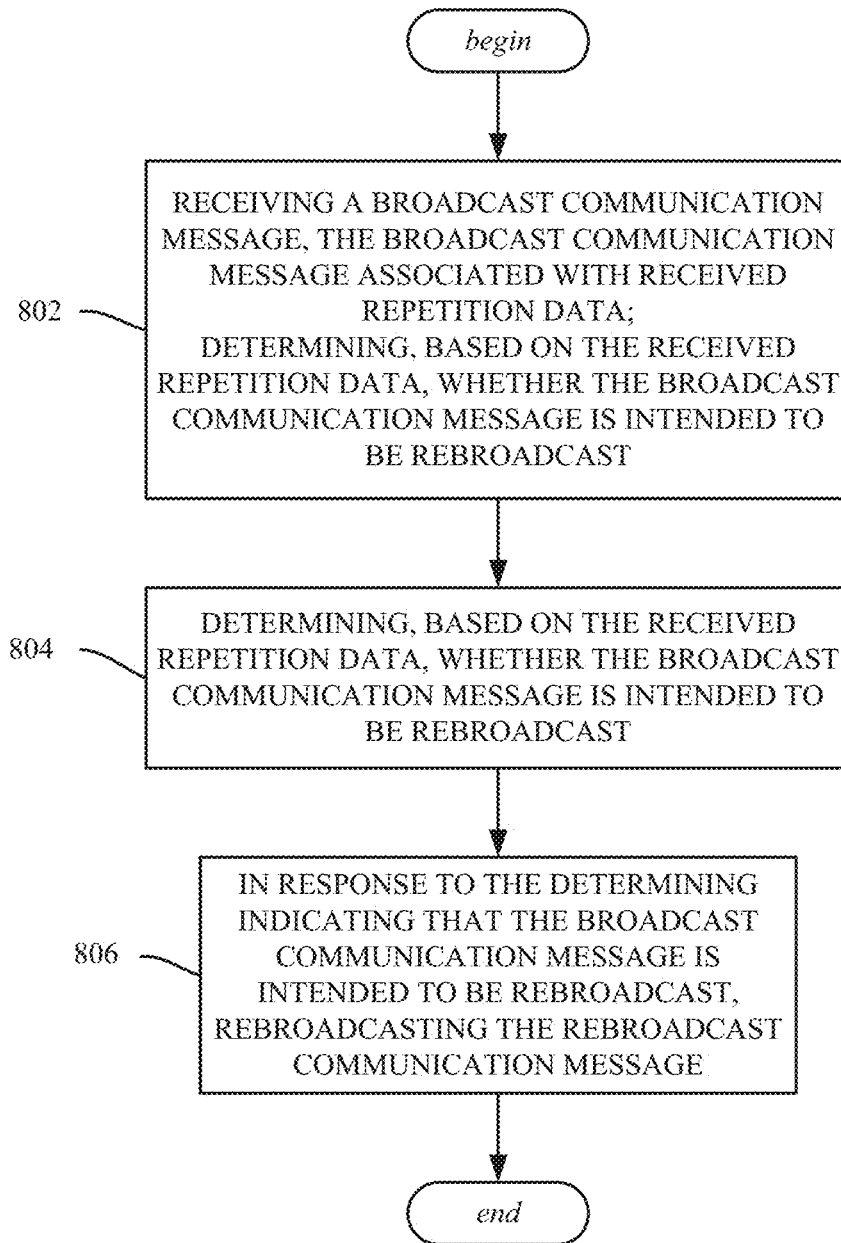 begin
RECEIVING A BROADCAST COMMUNICATION
MESSAGE, THE BROADCAST COMMUNICATION
MESSAGE ASSOCIATED WITH RECEIVED
REPETITION DATA;
DETERMINING, BASED ON THE RECEIVED
REPETITION DATA, WHETHER THE BROADCAST
COMMUNICATION MESSAGE IS INTENDED TO
BE REBROADCAST
802
DETERMINING, BASED ON THE RECEIVED
REPETITION DATA, WHETHER THE BROADCAST
COMMUNICATION MESSAGE IS INTENDED TO
BE REBROADCAST
804
IN RESPONSE TO THE DETERMINING
INDICATING THAT THE BROADCAST
COMMUNICATION MESSAGE IS
INTENDED TO BE REBROADCAST,
REBROADCASTING THE REBROADCAST
COMMUNICATION MESSAGE
806
end